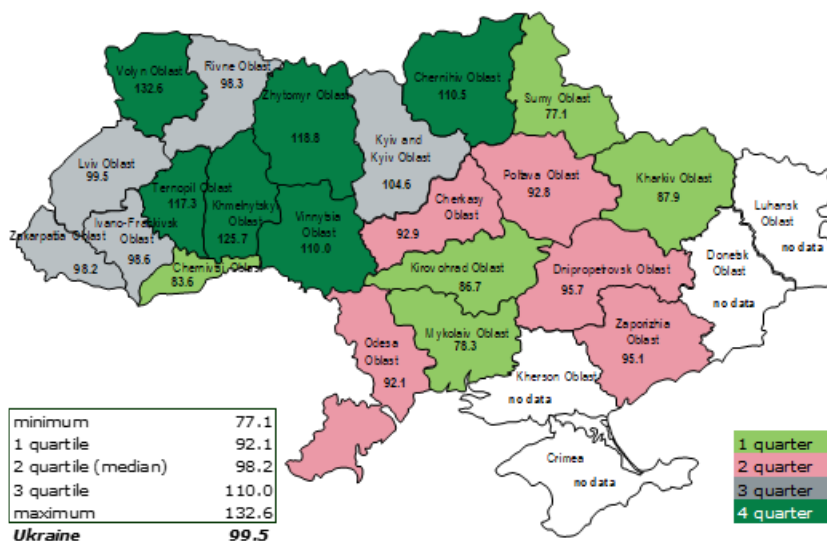 Volyn Oblast
132.6
Rivne Oblast
98.3
Zhytomyr Oblast
118.8
Chernihiv Oblast
110.5
Sumy Oblast
77.1
Kyiv and
Kyiv Oblast
104.6
Lviv Oblast
99.5
Ternopil Oblast
117.3
Khmelnytsky
Oblast
125.7
Vinnytsia Oblast
110.0
Cherkasy
Oblast
92.9
Poltava Oblast
92.8
Kharkiv Oblast
87.9
Luhansk
Oblast
no data
Zakarpattia Oblast
98.2
Ivano-Frankivsk
Oblast
98.6
Chernivtsi Oblast
83.6
Kirovohrad Oblast
86.7
Dnipropetrovsk Oblast
95.7
Donetsk
Oblast
no data
Odesa
Oblast
92.1
Mykolaiv Oblast
78.3
Zaporizhia
Oblast
95.1
Kherson Oblast
no data
Crimea
no data
minimum 77.1
1 quartile 92.1
2 quartile (median) 98.2
3 quartile 110.0
maximum 132.6
Ukraine 99.5
1 quarter
2 quarter
3 quarter
4 quarter